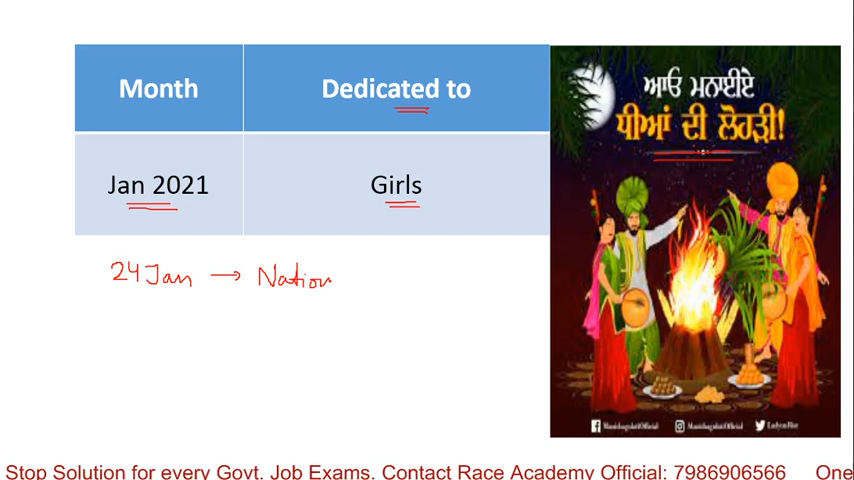 Month Dedicated to
Jan 2021 Girls
24 Jan → Nation
ਆਓ ਮਨਾਈਏ
ਧੀਆਂ ਦੀ ਲੋਹੜੀ!
Stop Solution for every Govt. Job Exams. Contact Race Academy Official: 7986906566 One